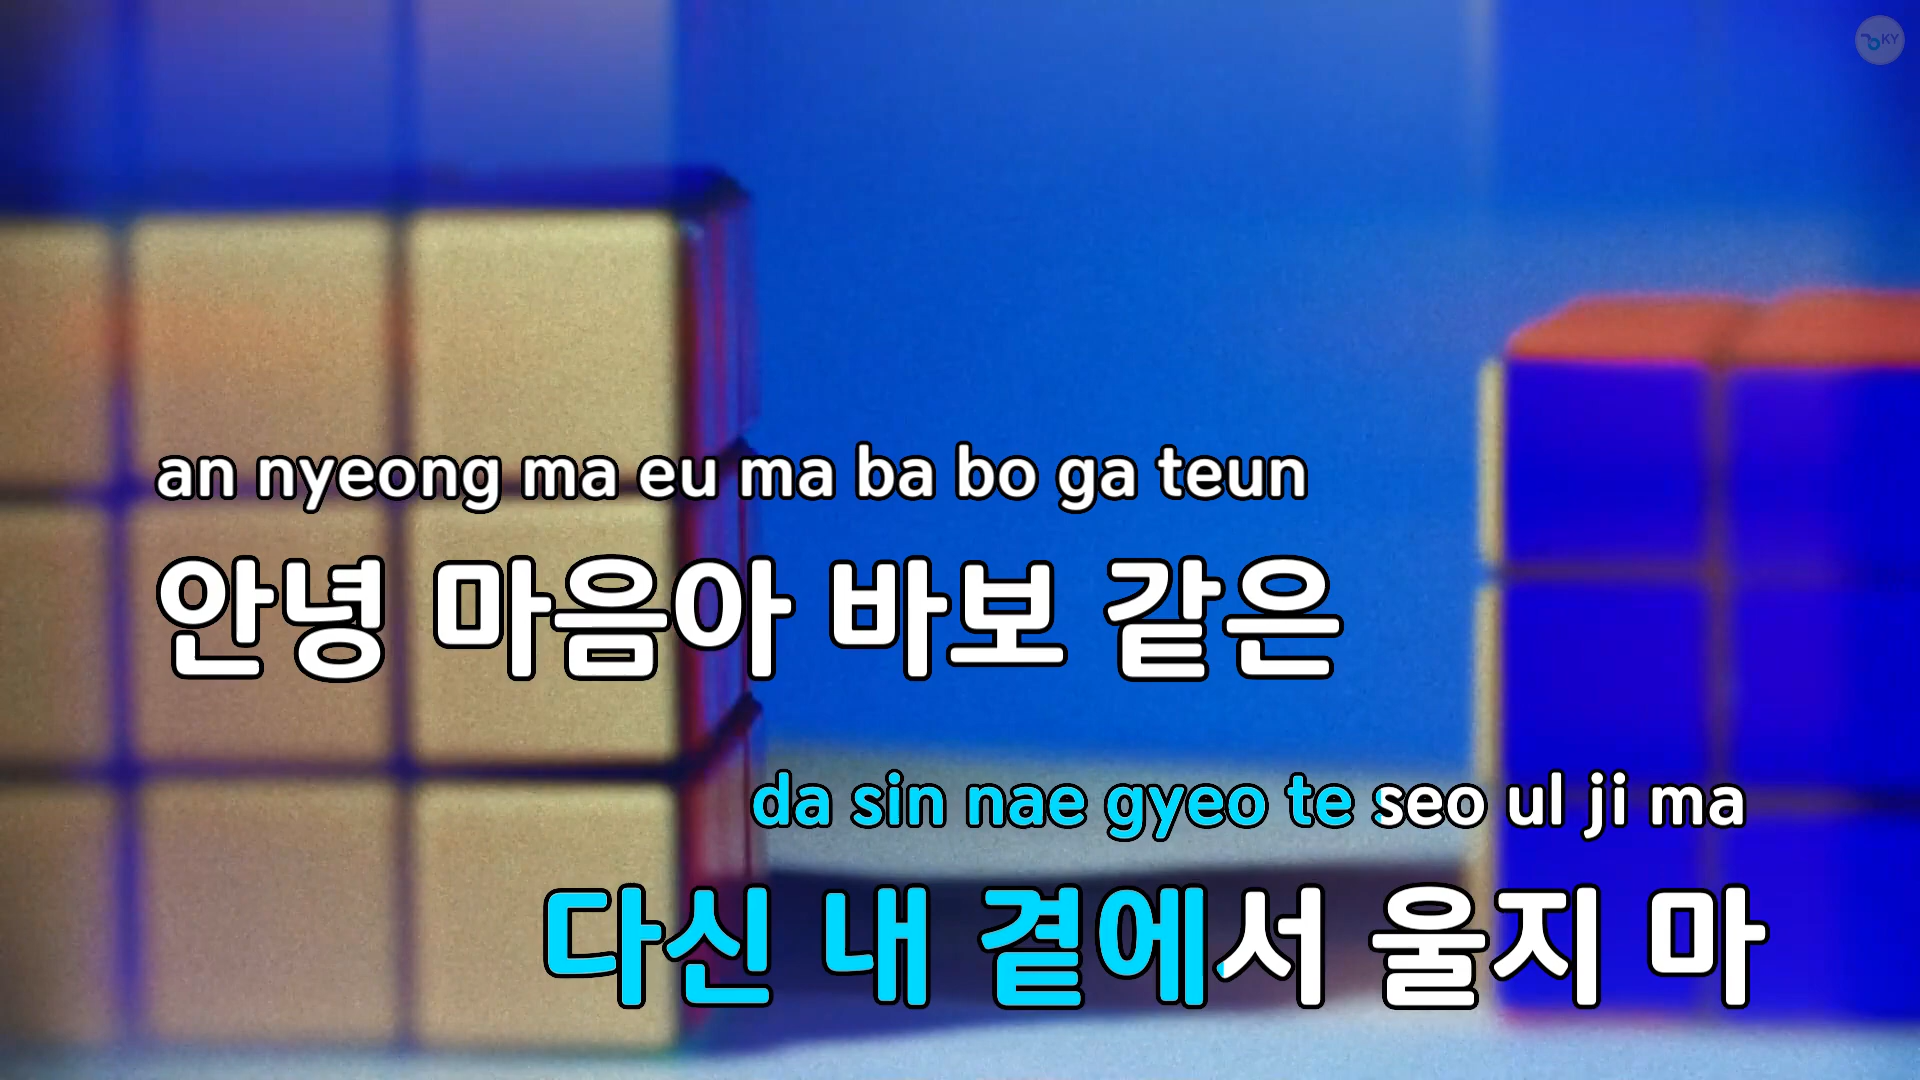 KY
an nyeong ma eu ma ba bo ga teun
안녕 마음아 바보 같은
da sin nae gyeo te seo ul ji ma
다신 내 곁에서 울지 마